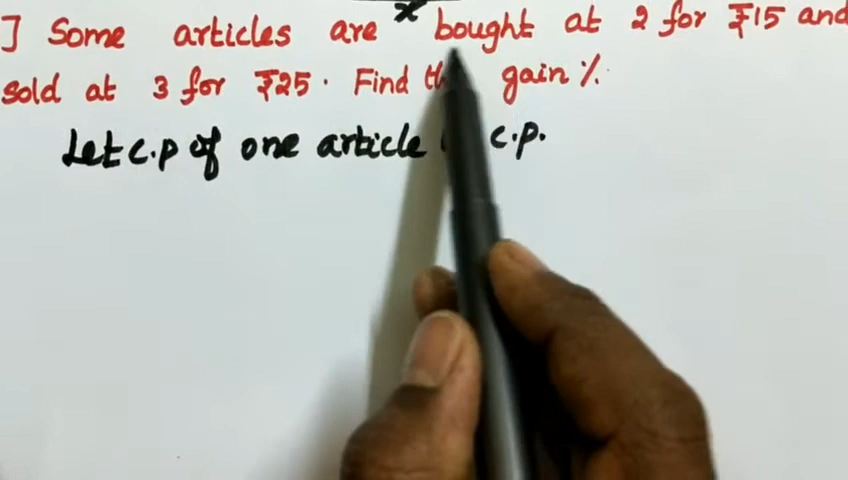 ] Some articles are x bought at 2 for ₹15 and
sold at 3 for ₹25. Find gain %.
Let C.P of one article C.P.